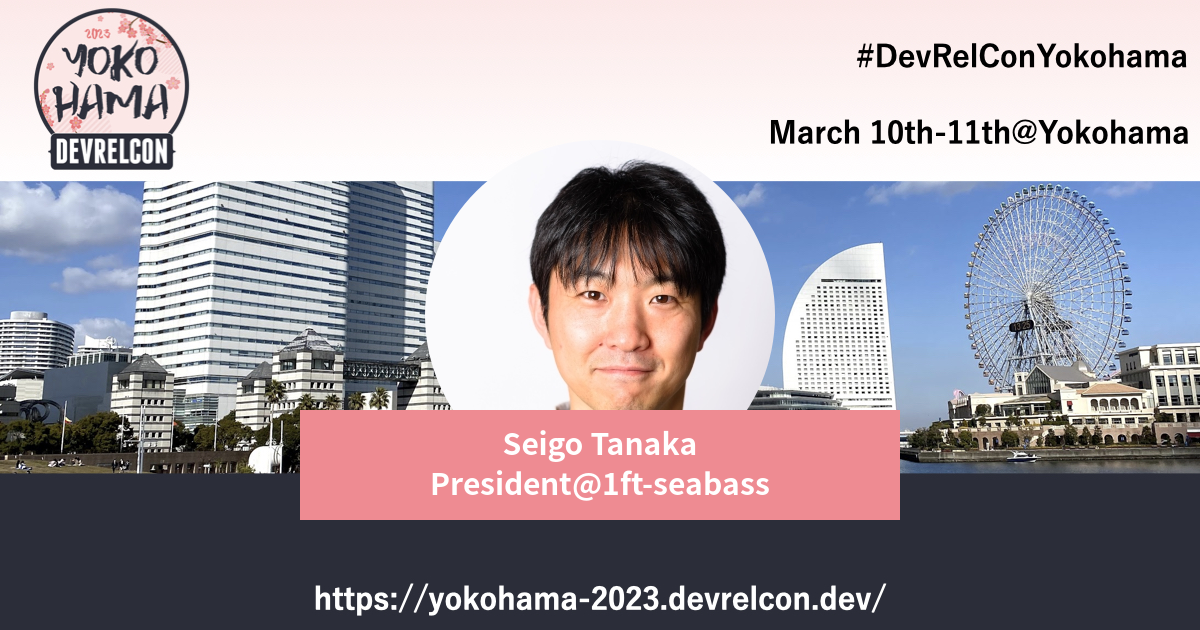 2023
YOKO
HAMA
DEVRELCON
#DevRelConYokohama
March 10th-11th@Yokohama
Seigo Tanaka
President@1ft-seabass
https://yokohama-2023.devrelcon.dev/